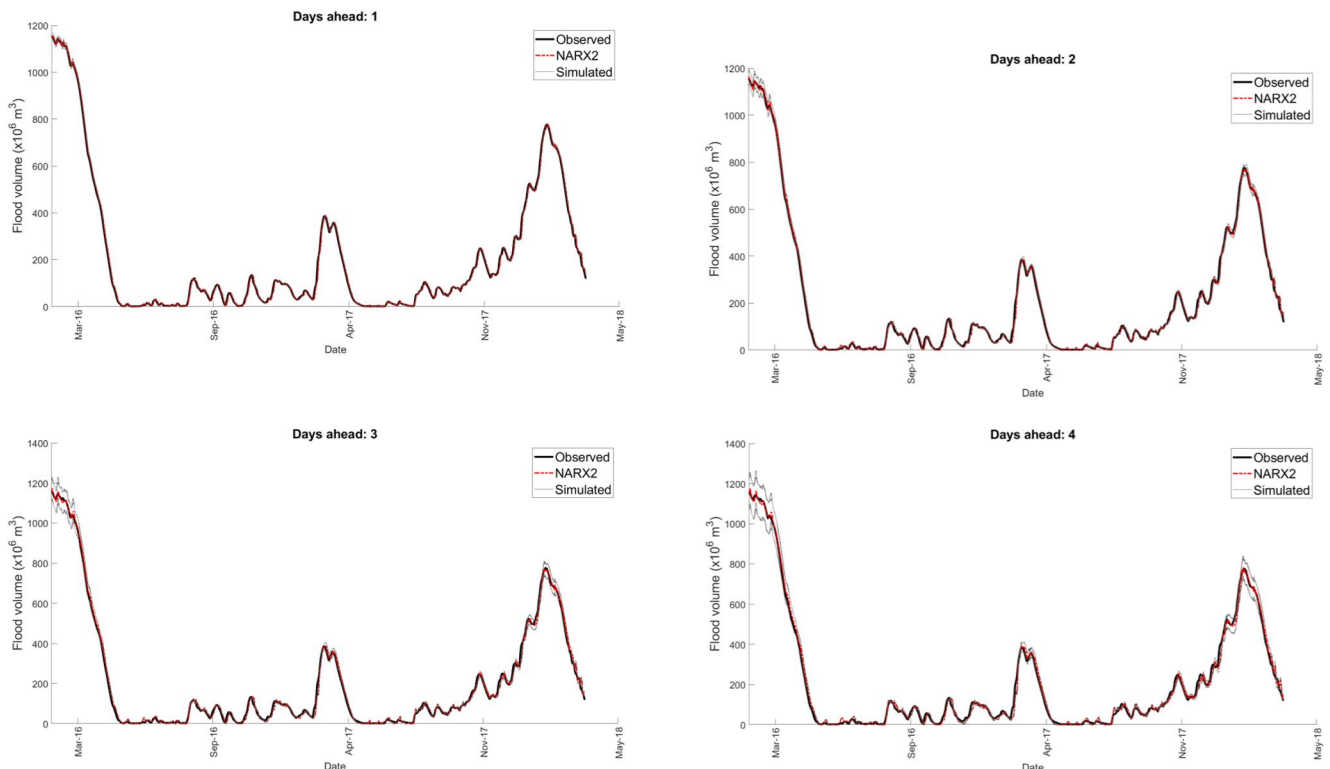 Days ahead: 1
Flood volume (x10⁶ m³)
1200
1000
800
600
400
200
0
Observed
NARX2
Simulated
Mar-16
Sep-16
Apr-17
Nov-17
May-18
Date
Days ahead: 2
Flood volume (x10⁶ m³)
1200
1000
800
600
400
200
0
Observed
NARX2
Simulated
Mar-16
Sep-16
Apr-17
Nov-17
May-18
Date
Days ahead: 3
Flood volume (x10⁶ m³)
1400
1200
1000
800
600
400
200
0
Observed
NARX2
Simulated
Mar-16
Sep-16
Apr-17
Nov-17
May-18
Date
Days ahead: 4
Flood volume (x10⁶ m³)
1400
1200
1000
800
600
400
200
0
Observed
NARX2
Simulated
Mar-16
Sep-16
Apr-17
Nov-17
May-18
Date